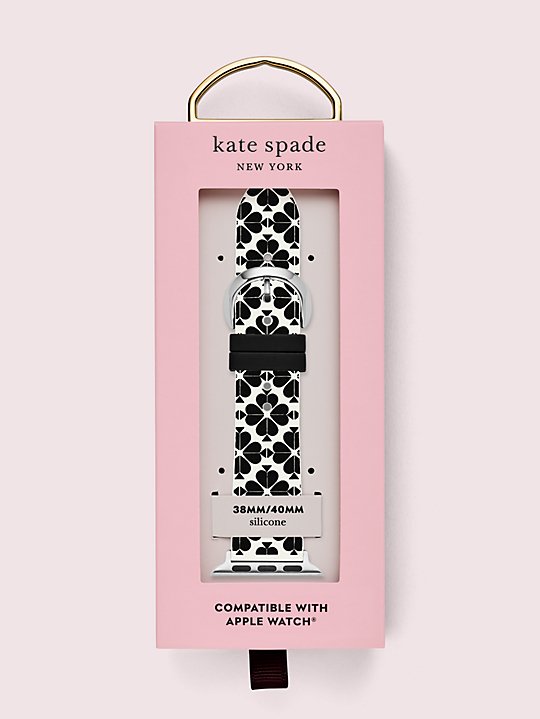 kate spade
NEW YORK
38MM/40MM
silicone
COMPATIBLE WITH
APPLE WATCH®